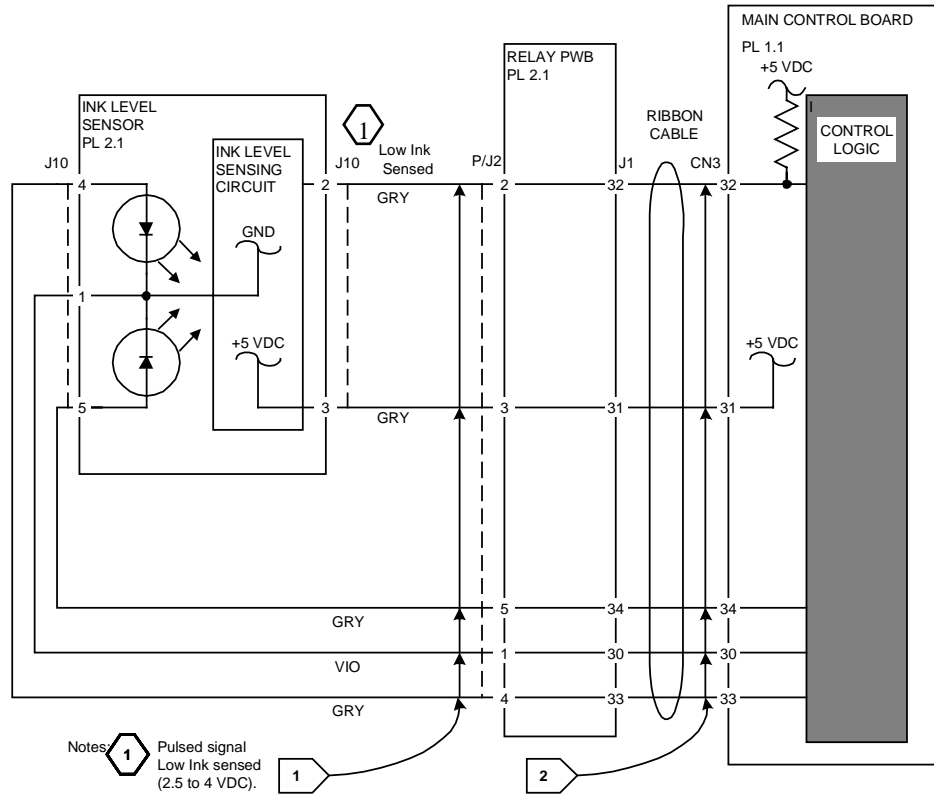 MAIN CONTROL BOARD
PL 1.1
+5 VDC
RELAY PWB
PL 2.1
INK LEVEL
SENSOR
PL 2.1
1
RIBBON
CABLE
CONTROL
LOGIC
INK LEVEL
SENSING
CIRCUIT
J10
J10
Low Ink
Sensed
P/J2
J1
CN3
4
2
2
32
32
GRY
GND
1
+5 VDC
+5 VDC
5
3
3
31
31
GRY
5
34
34
GRY
1
30
30
VIO
4
33
33
GRY
Notes:
1
Pulsed signal
Low Ink sensed
(2.5 to 4 VDC).
1
2